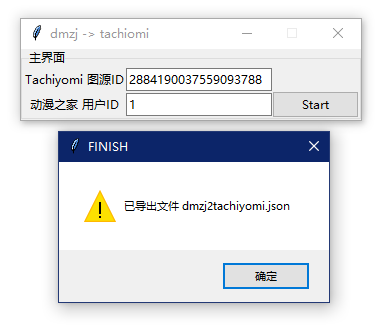 dmzj -> tachiomi
主界面
Tachiyomi 图源ID 2884190037559093788
动漫之家 用户ID 1 Start
FINISH
已导出文件 dmzj2tachiyomi.json
确定